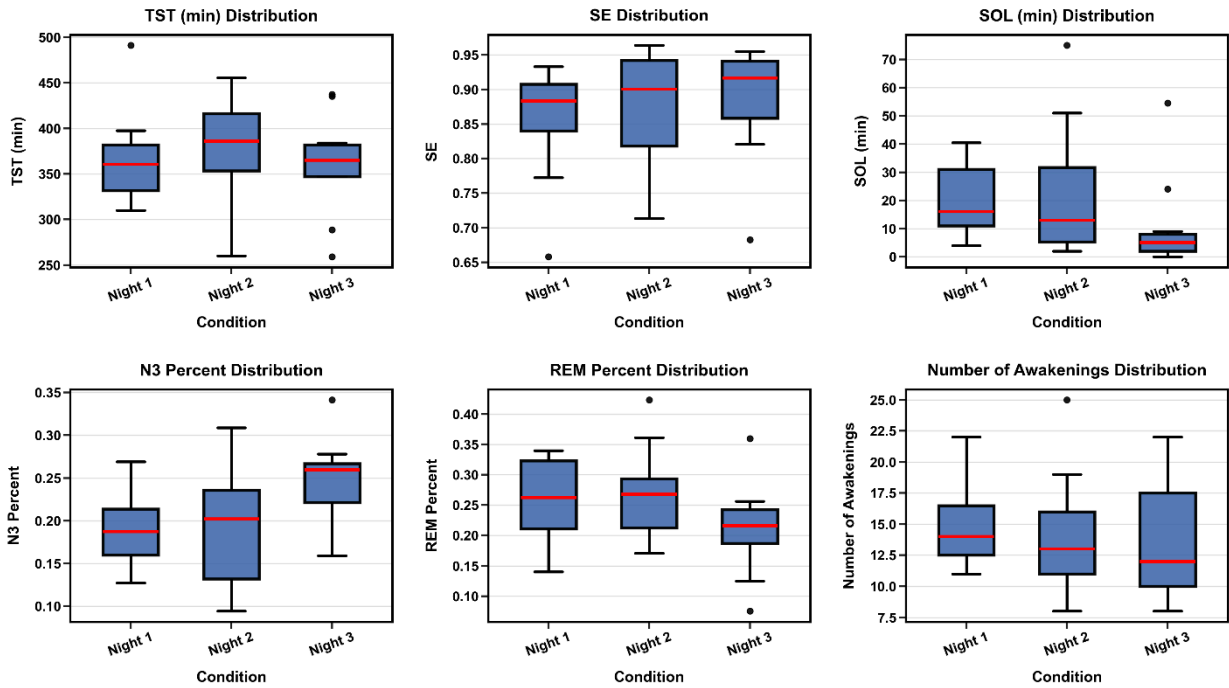 TST (min) Distribution
500
450
400
350
300
250
TST (min)
Night 1
Night 2
Night 3
Condition
SE Distribution
0.95
0.90
0.85
0.80
0.75
0.70
0.65
SE
Night 1
Night 2
Night 3
Condition
SOL (min) Distribution
70
60
50
40
30
20
10
0
SOL (min)
Night 1
Night 2
Night 3
Condition
N3 Percent Distribution
0.35
0.30
0.25
0.20
0.15
0.10
N3 Percent
Night 1
Night 2
Night 3
Condition
REM Percent Distribution
0.40
0.35
0.30
0.25
0.20
0.15
0.10
REM Percent
Night 1
Night 2
Night 3
Condition
Number of Awakenings Distribution
25.0
22.5
20.0
17.5
15.0
12.5
10.0
7.5
Number of Awakenings
Night 1
Night 2
Night 3
Condition